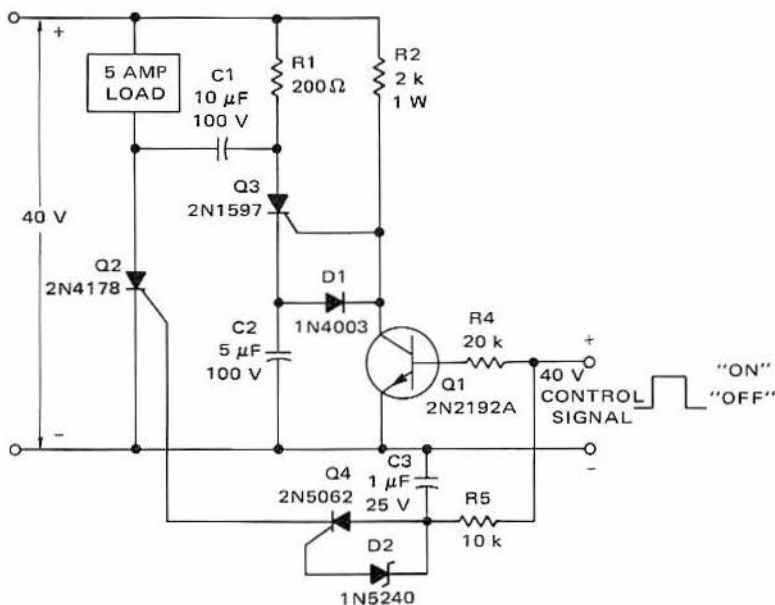 +
5 AMP
LOAD
C1
10 μF
100 V
R1
200Ω
R2
2 k
1 W
Q3
2N1597
40 V
Q2
2N4178
D1
1N4003
C2
5 μF
100 V
R4
20 k
Q1
2N2192A
+
40 V
CONTROL
SIGNAL
"ON"
"OFF"
−
−
C3
1 μF
25 V
Q4
2N5062
R5
10 k
D2
1N5240